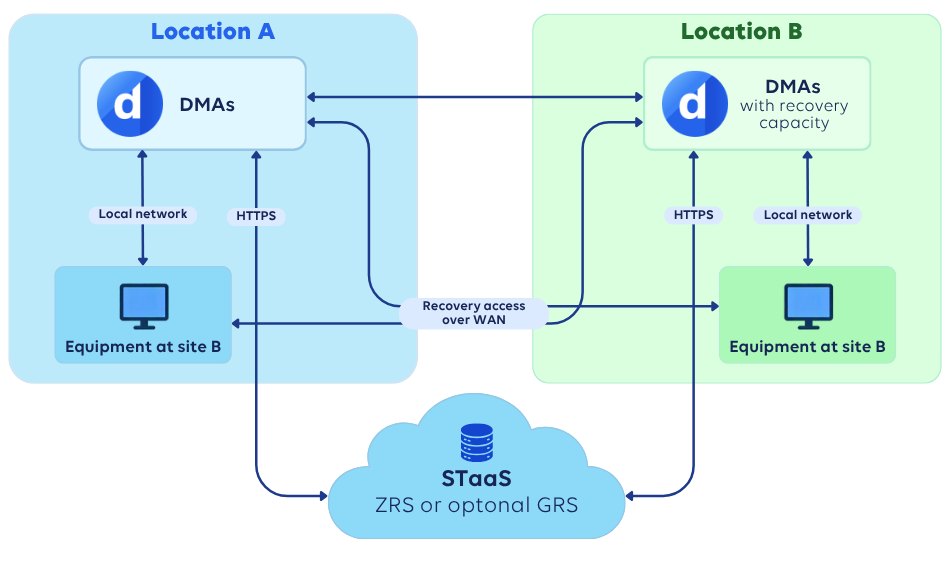 Location A
Location B
d
DMAs
d
DMAs
with recovery
capacity
Local network
HTTPS
HTTPS
Local network
Recovery access
over WAN
Equipment at site B
Equipment at site B
STaaS
ZRS or optonal GRS